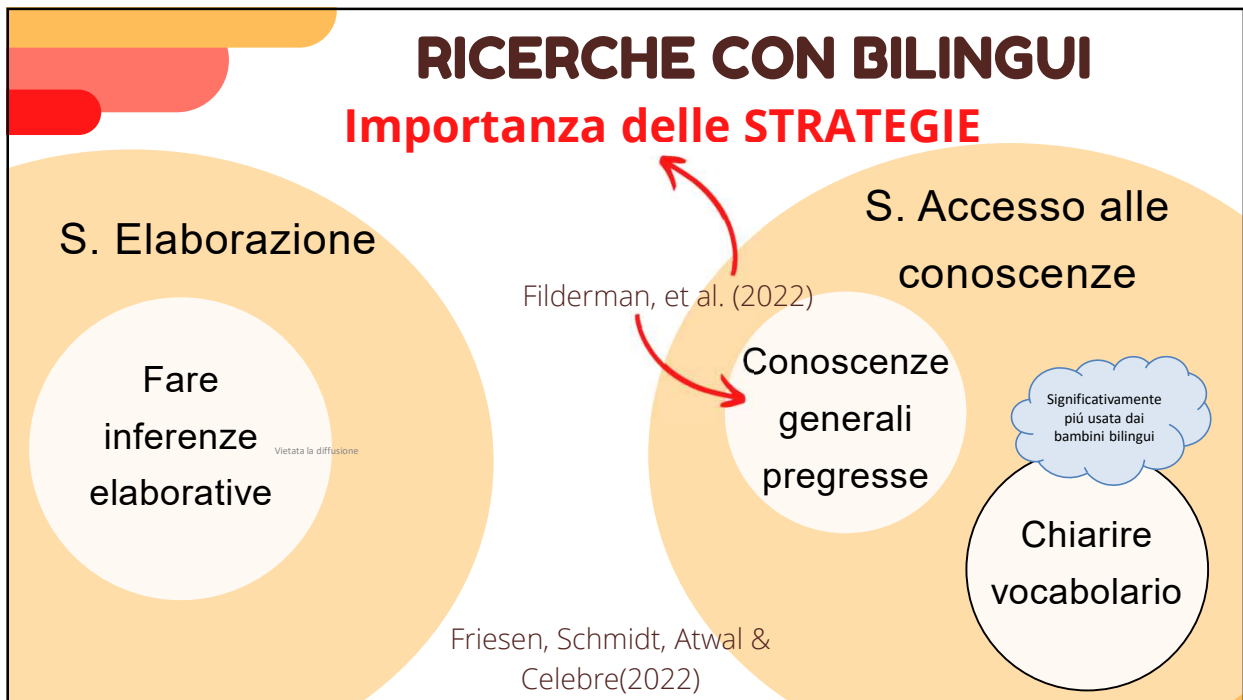 RICERCHE CON BILINGUI
Importanza delle STRATEGIE
S. Elaborazione
Fare
inferenze
elaborative
Vietata la diffusione
Filderman, et al. (2022)
S. Accesso alle
conoscenze
Conoscenze
generali
pregresse
Significativamente
piú usata dai
bambini bilingui
Chiarire
vocabolario
Friesen, Schmidt, Atwal &
Celebre(2022)